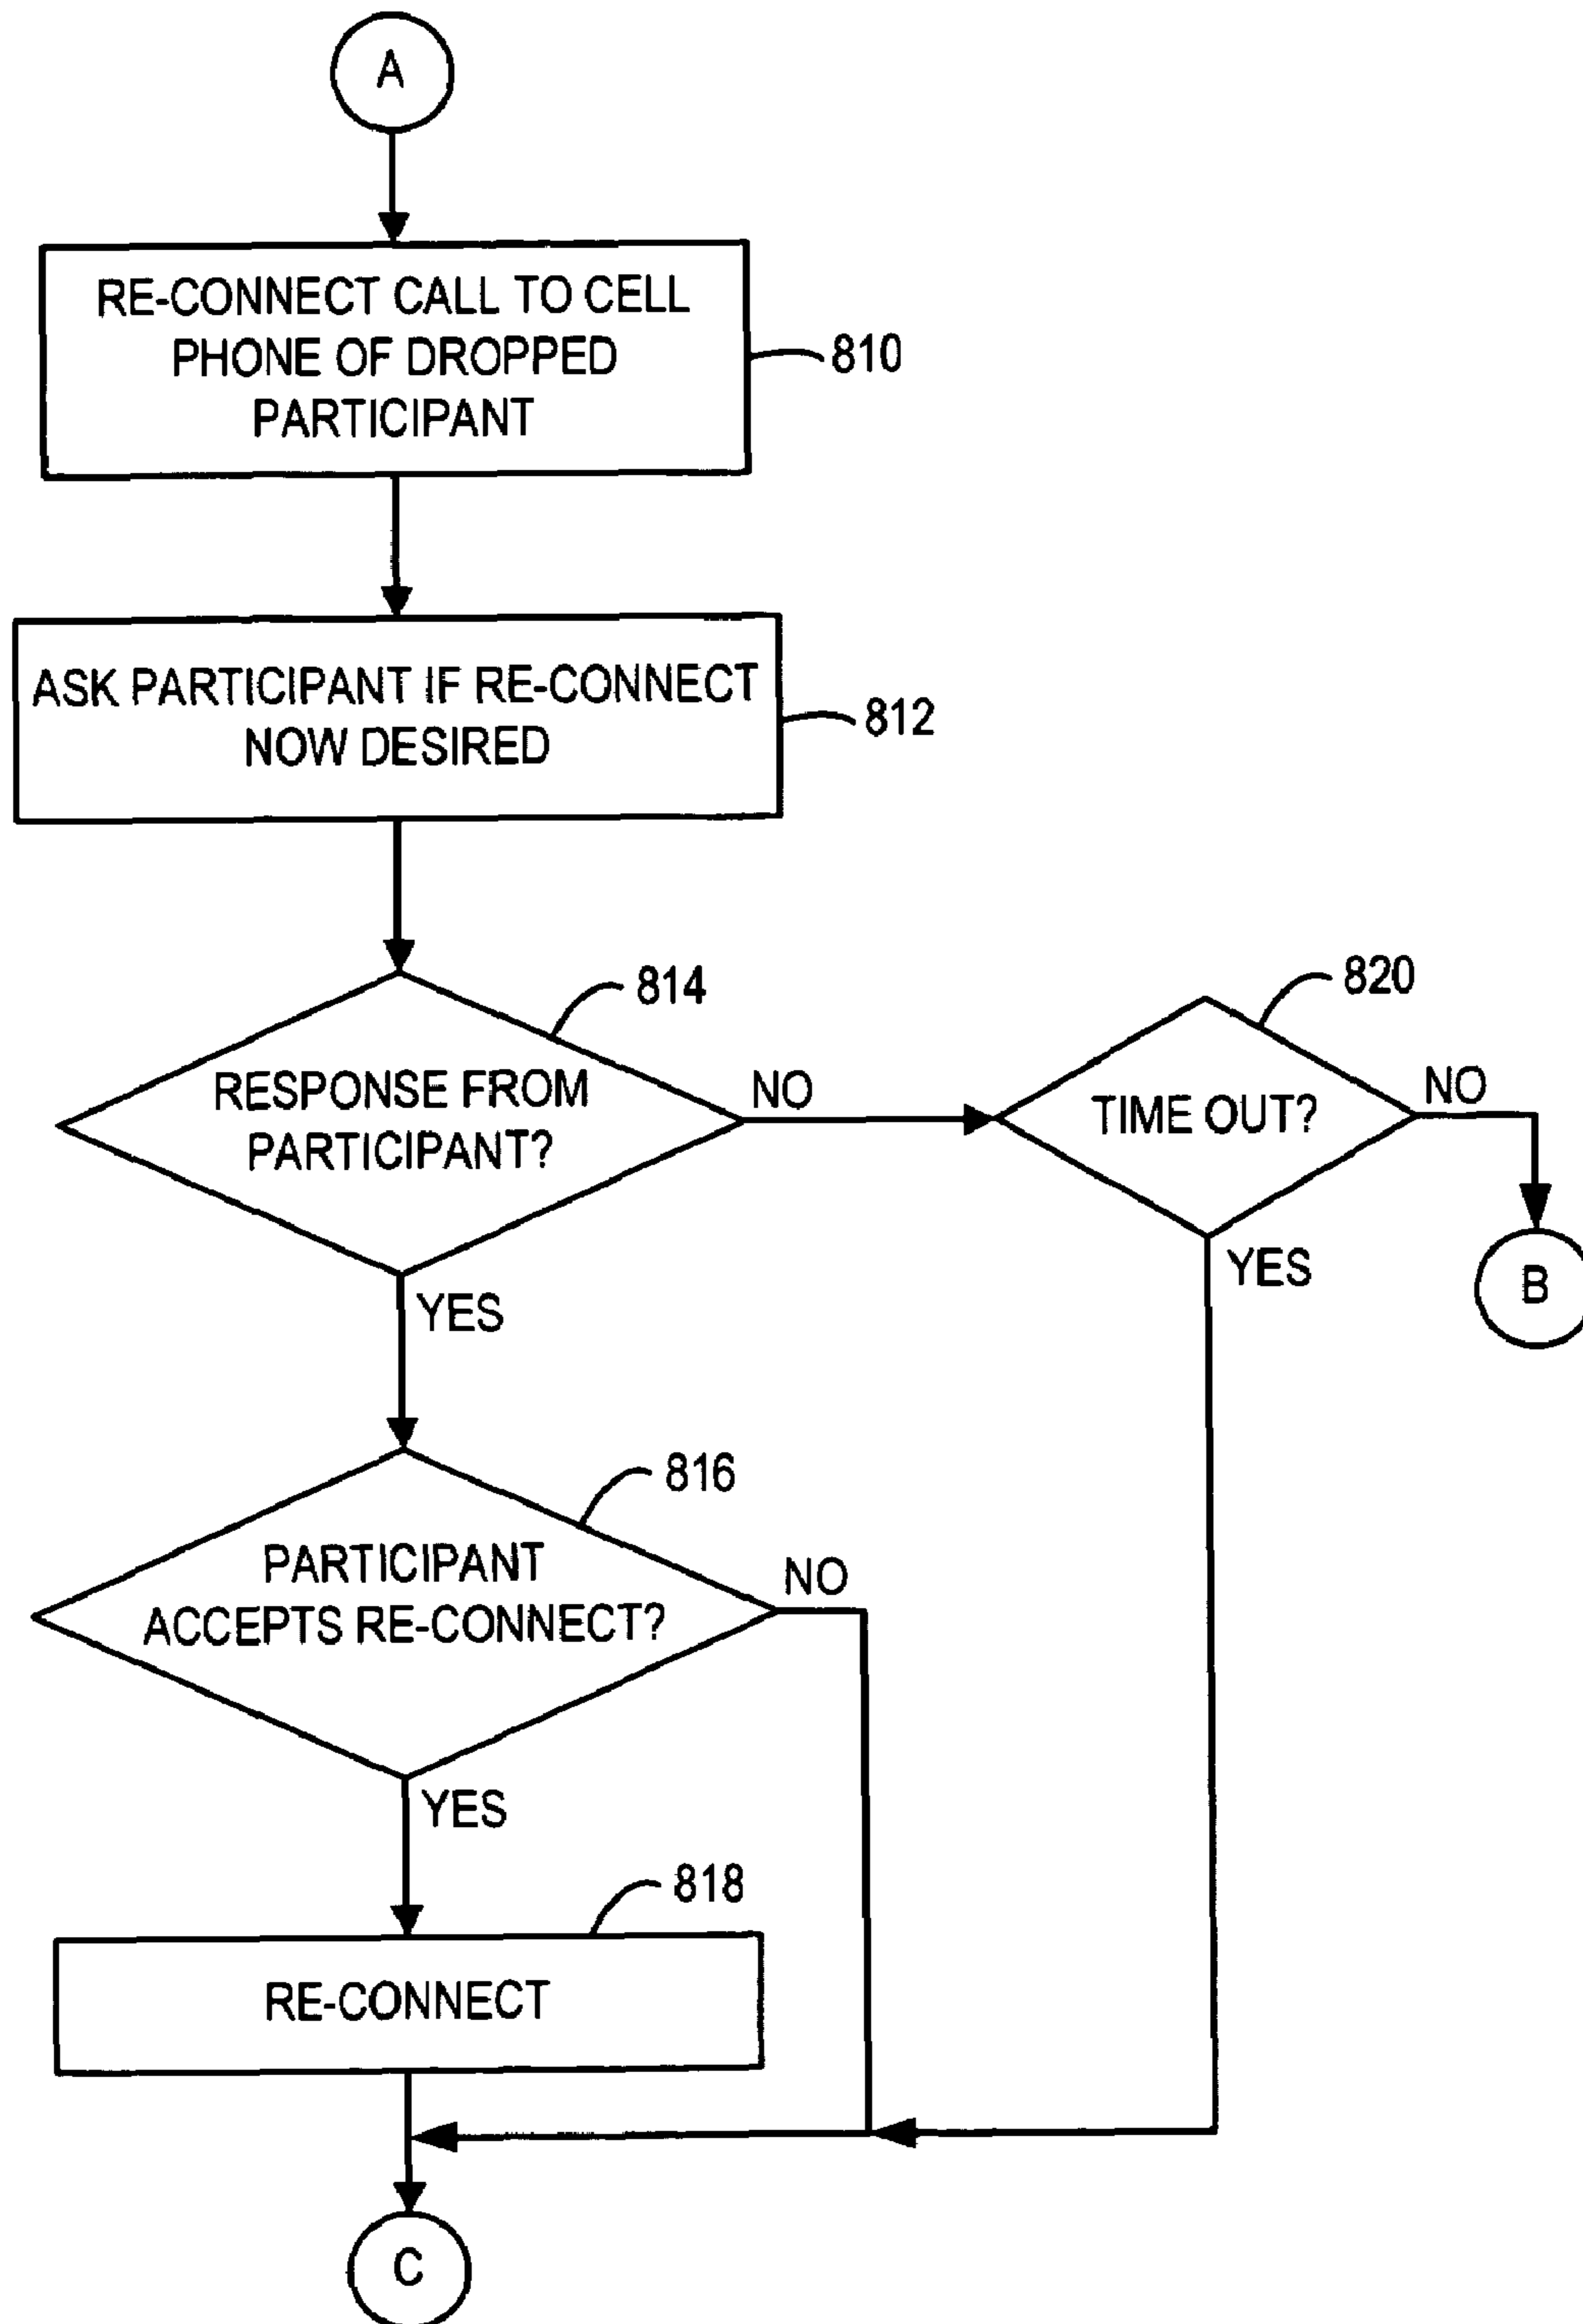 A
RE-CONNECT CALL TO CELL
PHONE OF DROPPED
PARTICIPANT
810
ASK PARTICIPANT IF RE-CONNECT
NOW DESIRED
812
814
RESPONSE FROM
PARTICIPANT?
NO
YES
820
TIME OUT?
NO
YES
B
816
PARTICIPANT
ACCEPTS RE-CONNECT?
NO
YES
818
RE-CONNECT
C